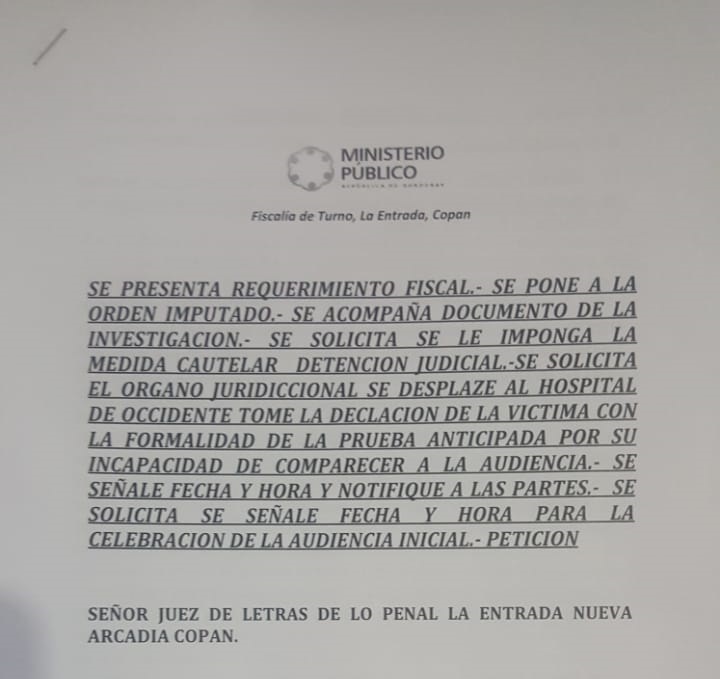 MINISTERIO
PÚBLICO
REPÚBLICA DE HONDURAS
Fiscalía de Turno, La Entrada, Copan
SE PRESENTA REQUERIMIENTO FISCAL.- SE PONE A LA
ORDEN IMPUTADO.- SE ACOMPAÑA DOCUMENTO DE LA
INVESTIGACION.- SE SOLICITA SE LE IMPONGA LA
MEDIDA CAUTELAR DETENCION JUDICIAL.-SE SOLICITA
EL ORGANO JURIDICCIONAL SE DESPLAZE AL HOSPITAL
DE OCCIDENTE TOME LA DECLACION DE LA VICTIMA CON
LA FORMALIDAD DE LA PRUEBA ANTICIPADA POR SU
INCAPACIDAD DE COMPARECER A LA AUDIENCIA.- SE
SEÑALE FECHA Y HORA Y NOTIFIQUE A LAS PARTES.- SE
SOLICITA SE SEÑALE FECHA Y HORA PARA LA
CELEBRACION DE LA AUDIENCIA INICIAL.- PETICION
SEÑOR JUEZ DE LETRAS DE LO PENAL LA ENTRADA NUEVA
ARCADIA COPAN.